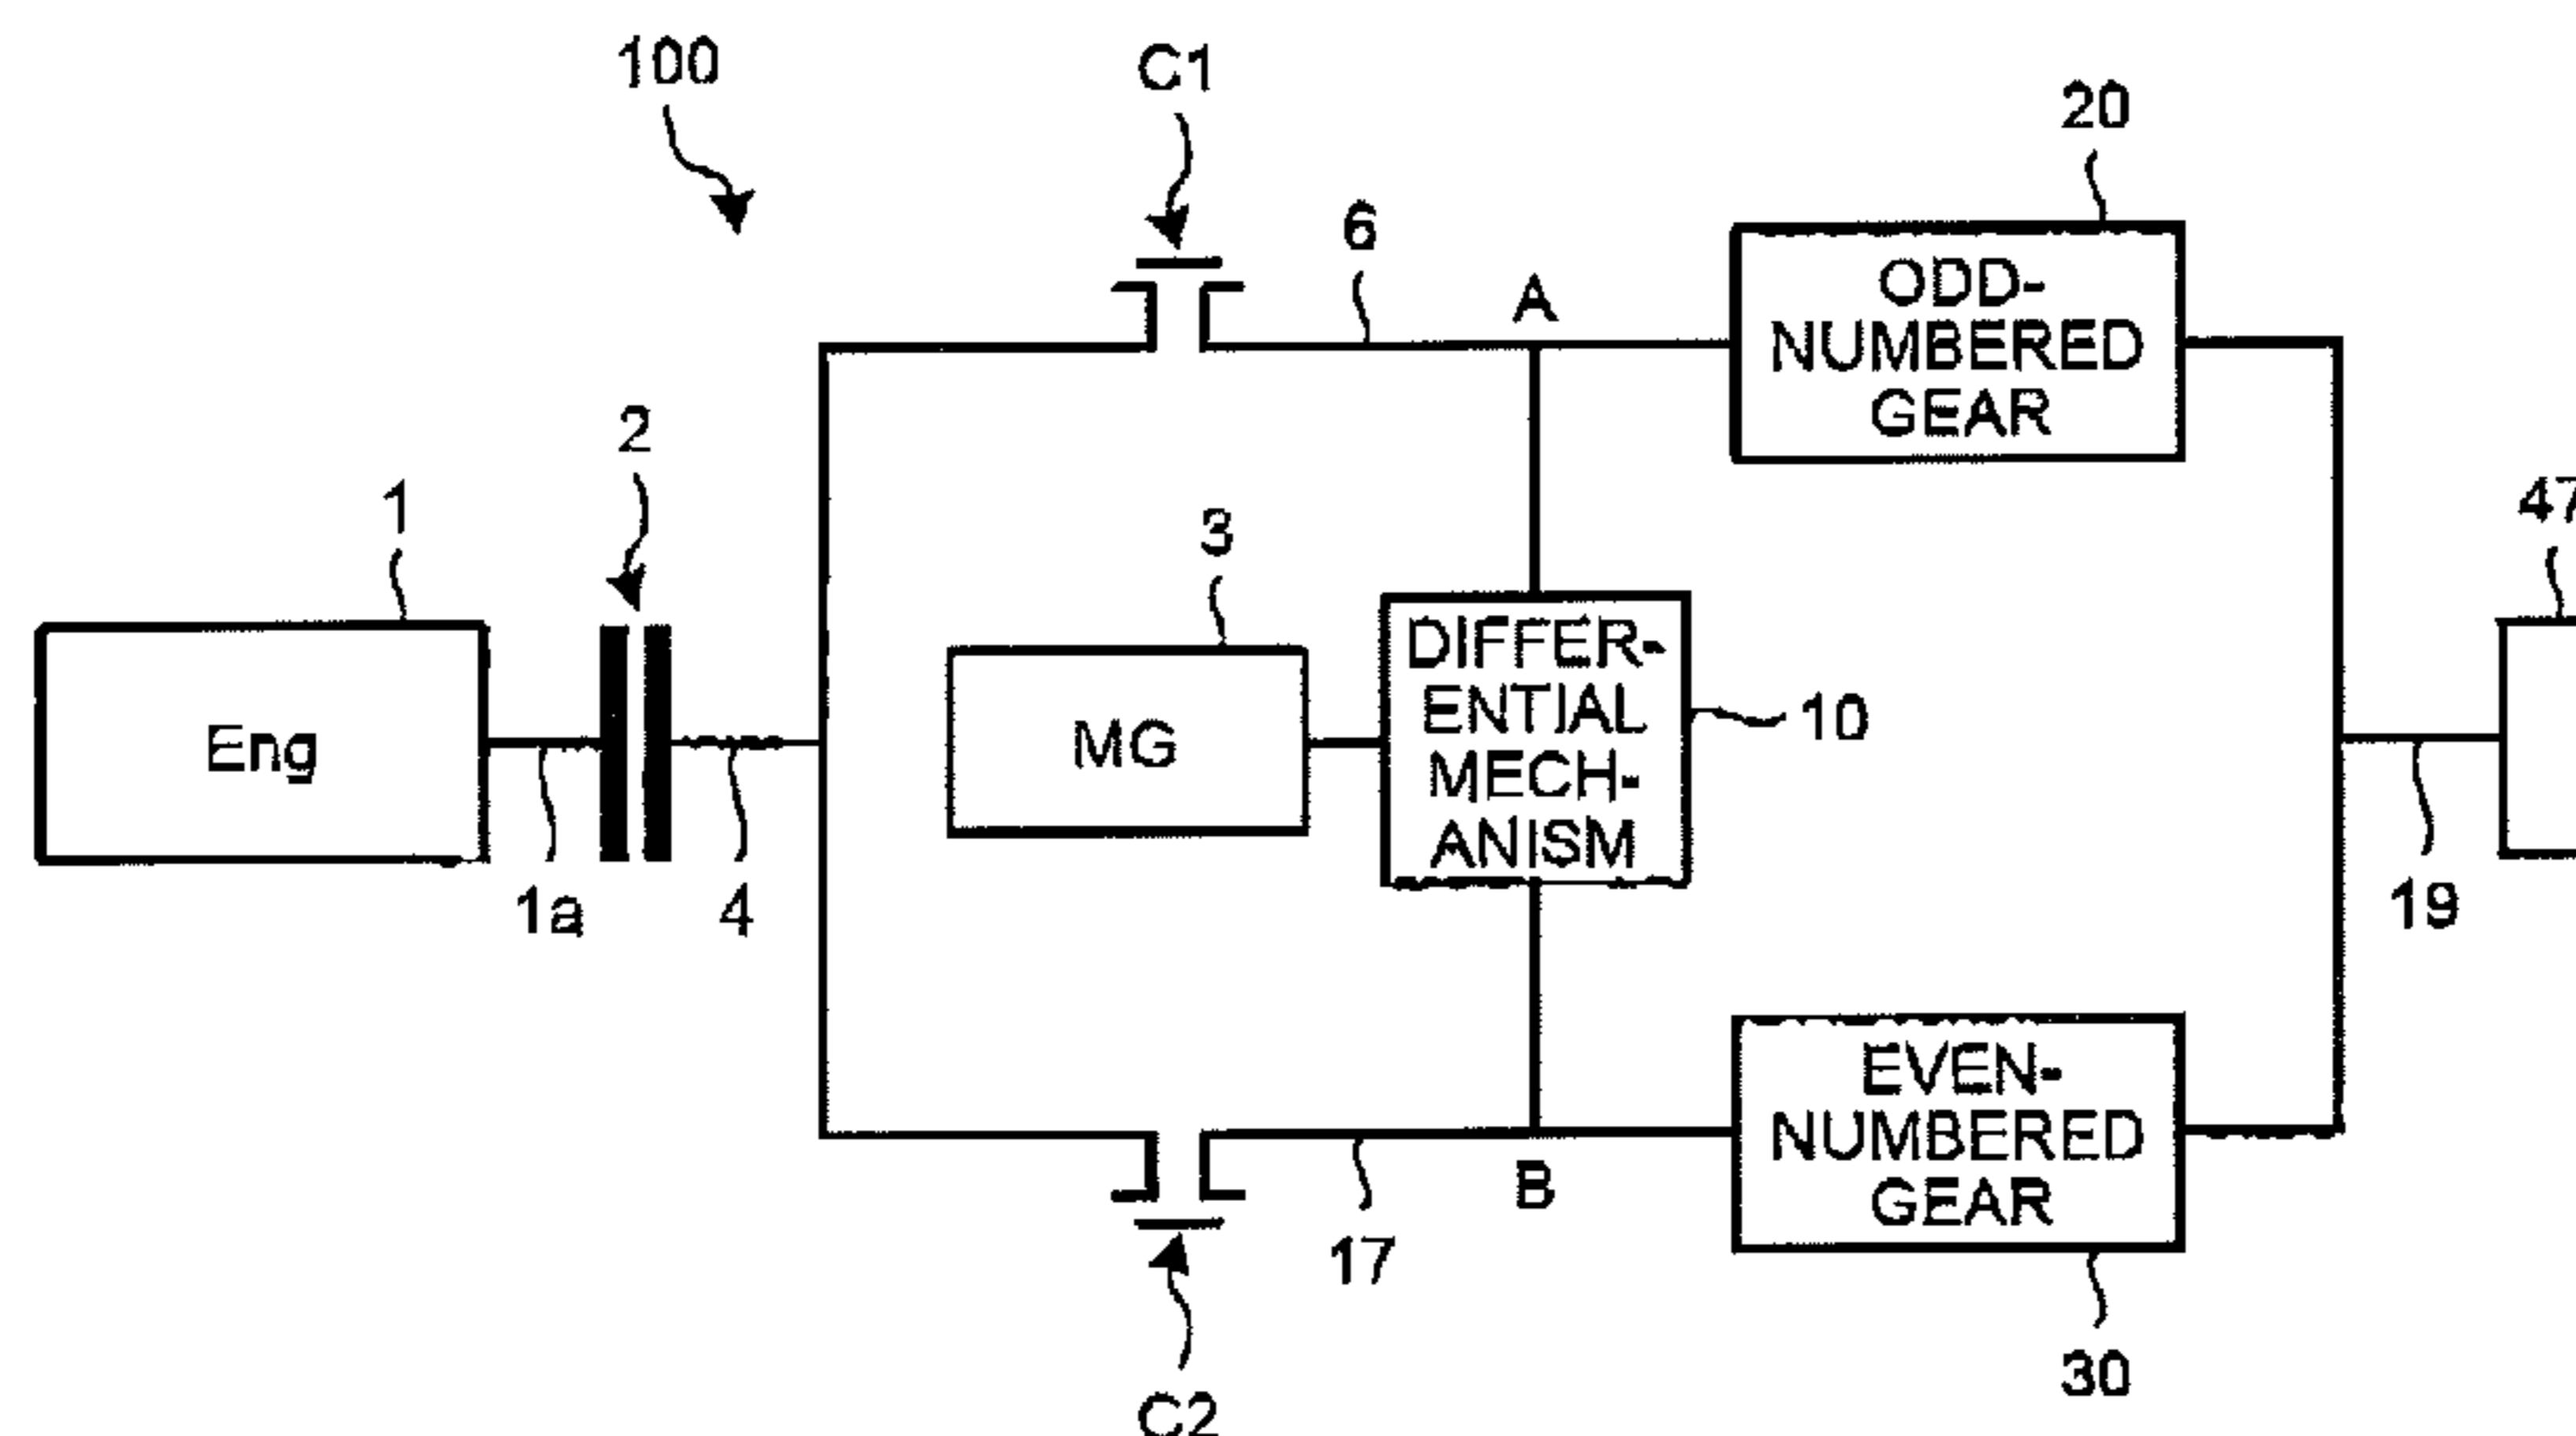 100
C1
20
6
A
ODD-
NUMBERED
GEAR
2
1
3
47
Eng
MG
DIFFER-
ENTIAL
MECH-
ANISM
10
1a
4
19
EVEN-
NUMBERED
GEAR
B
17
30
C2